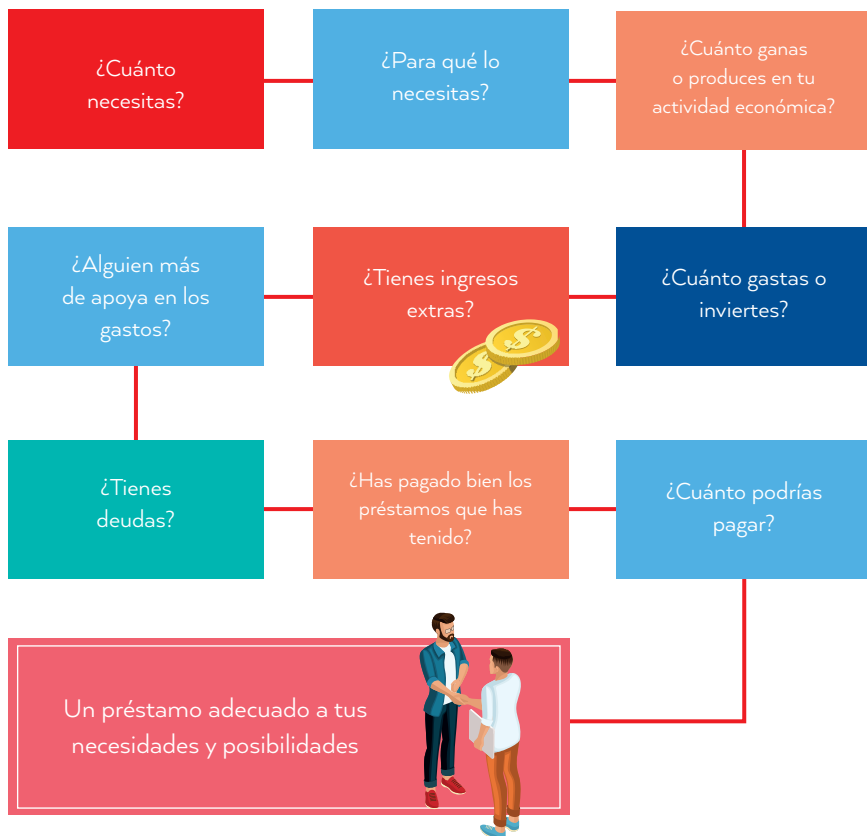 ¿Cuánto
necesitas?
¿Para qué lo
necesitas?
¿Cuánto ganas
o produces en tu
actividad económica?
¿Cuánto gastas o
inviertes?
¿Tienes ingresos
extras?
¿Alguien más
de apoya en los
gastos?
¿Tienes
deudas?
¿Has pagado bien los
préstamos que has
tenido?
¿Cuánto podrías
pagar?
Un préstamo adecuado a tus
necesidades y posibilidades